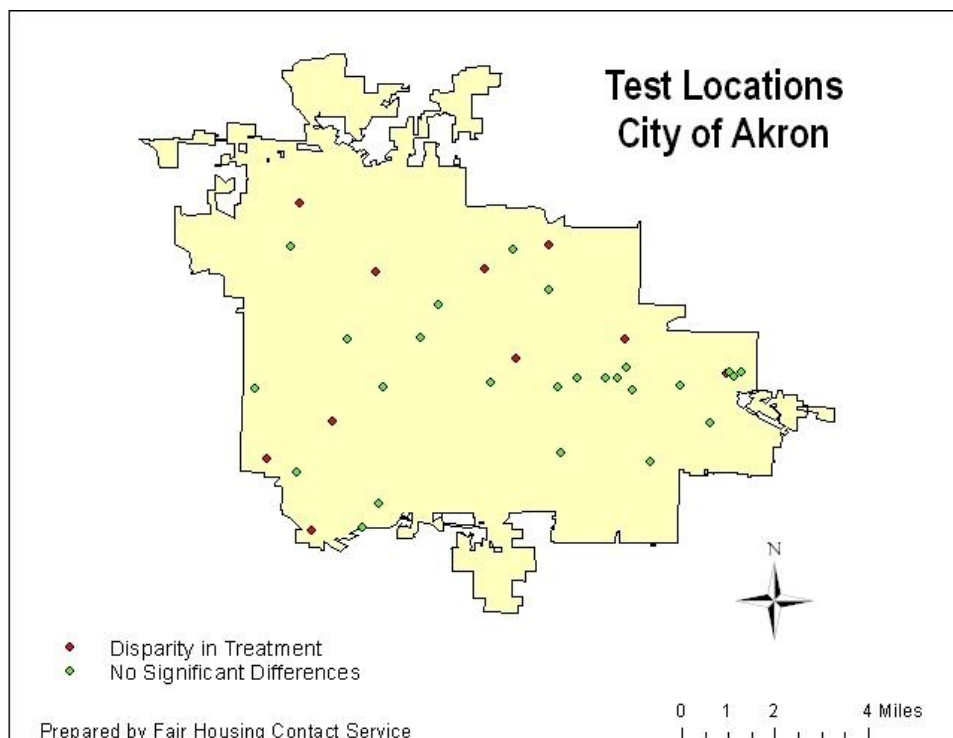 Test Locations
City of Akron
N
Disparity in Treatment
No Significant Differences
0 1 2 4 Miles
Prepared by Fair Housing Contact Service